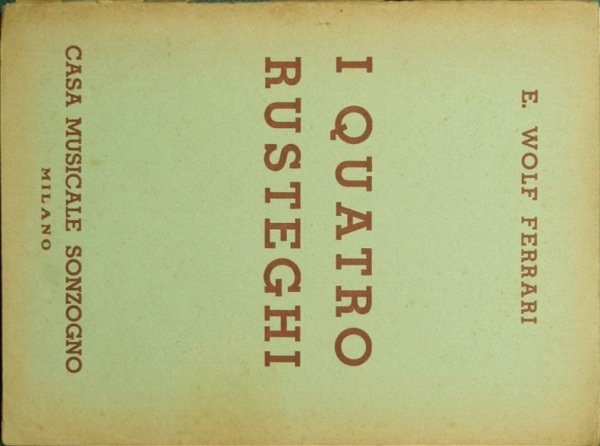 E. WOLF FERRARI
I QUATRO
RUSTEGHI
CASA MUSICALE SONZOGNO
MILANO